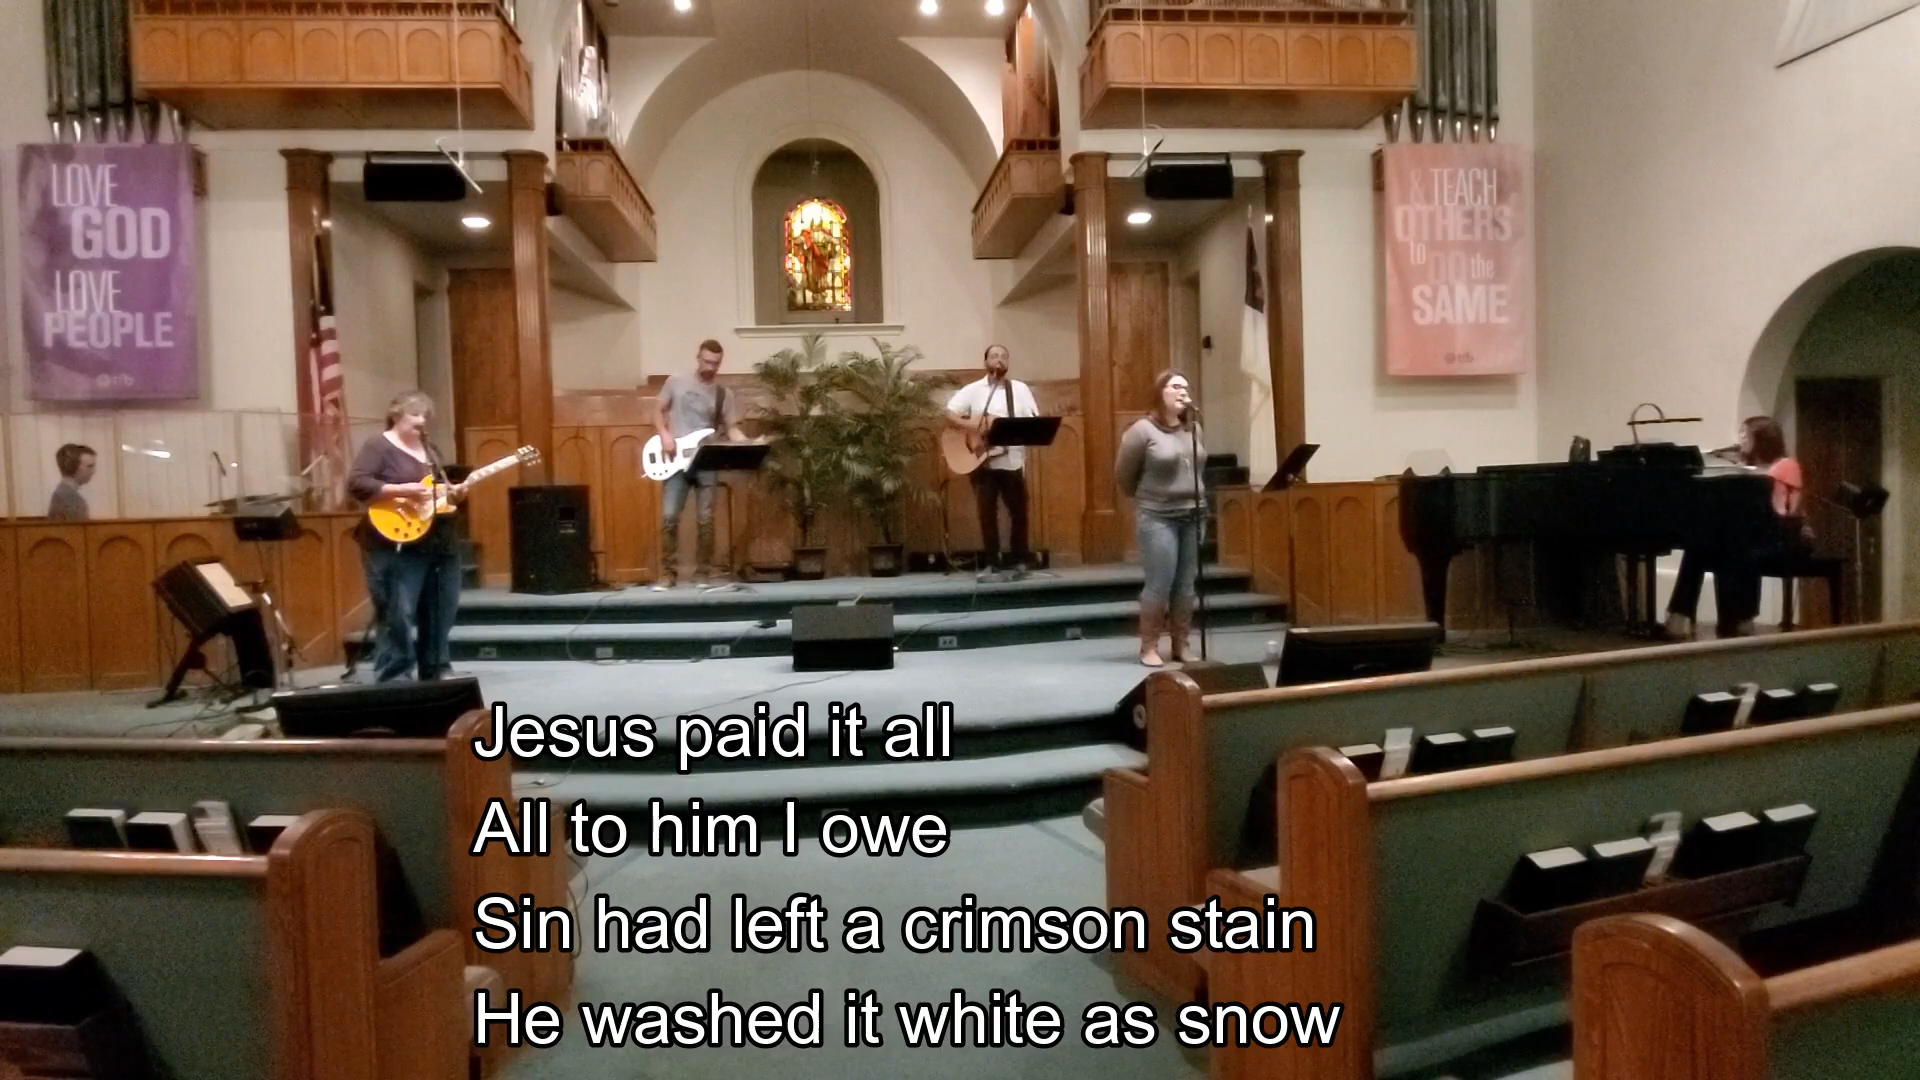 LOVE
GOD
LOVE
PEOPLE
& TEACH
OTHERS
to DO the
SAME
Jesus paid it all
All to him I owe
Sin had left a crimson stain
He washed it white as snow